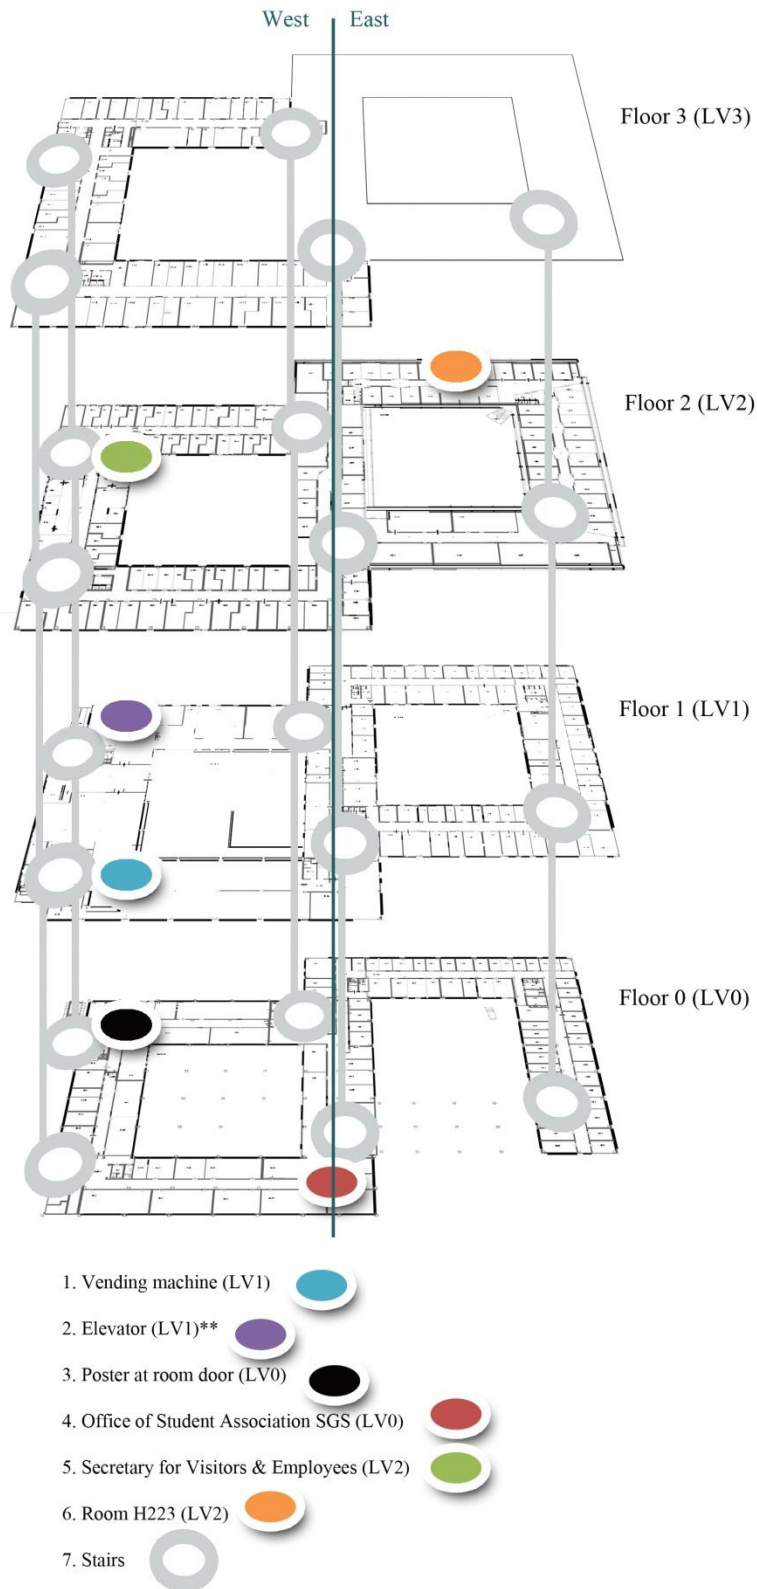 West East
Floor 3 (LV3)
Floor 2 (LV2)
Floor 1 (LV1)
Floor 0 (LV0)
1. Vending machine (LV1)
2. Elevator (LV1)**
3. Poster at room door (LV0)
4. Office of Student Association SGS (LV0)
5. Secretary for Visitors & Employees (LV2)
6. Room H223 (LV2)
7. Stairs